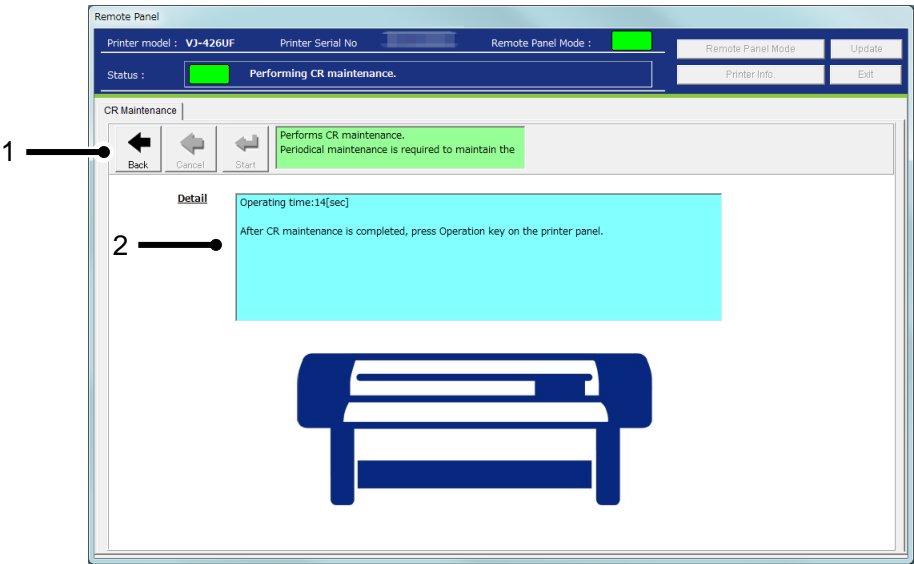 Remote Panel
Printer model : VJ-426UF Printer Serial No Remote Panel Mode :
Remote Panel Mode Update
Status : Performing CR maintenance.
Printer Info. Exit
CR Maintenance
1
Back Cancel Start
Performs CR maintenance.
Periodical maintenance is required to maintain the
Detail
2
Operating time:14[sec]
After CR maintenance is completed, press Operation key on the printer panel.